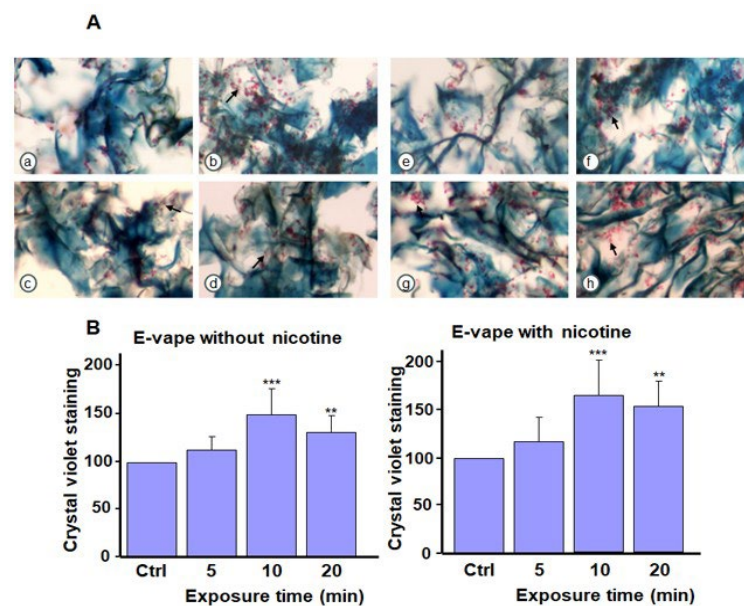 A
a b e f
c d g h
B
E-vape without nicotine
Crystal violet staining
200
150
100
50
0
***
**
Ctrl 5 10 20
Exposure time (min)
E-vape with nicotine
Crystal violet staining
200
150
100
50
0
***
**
Ctrl 5 10 20
Exposure time (min)